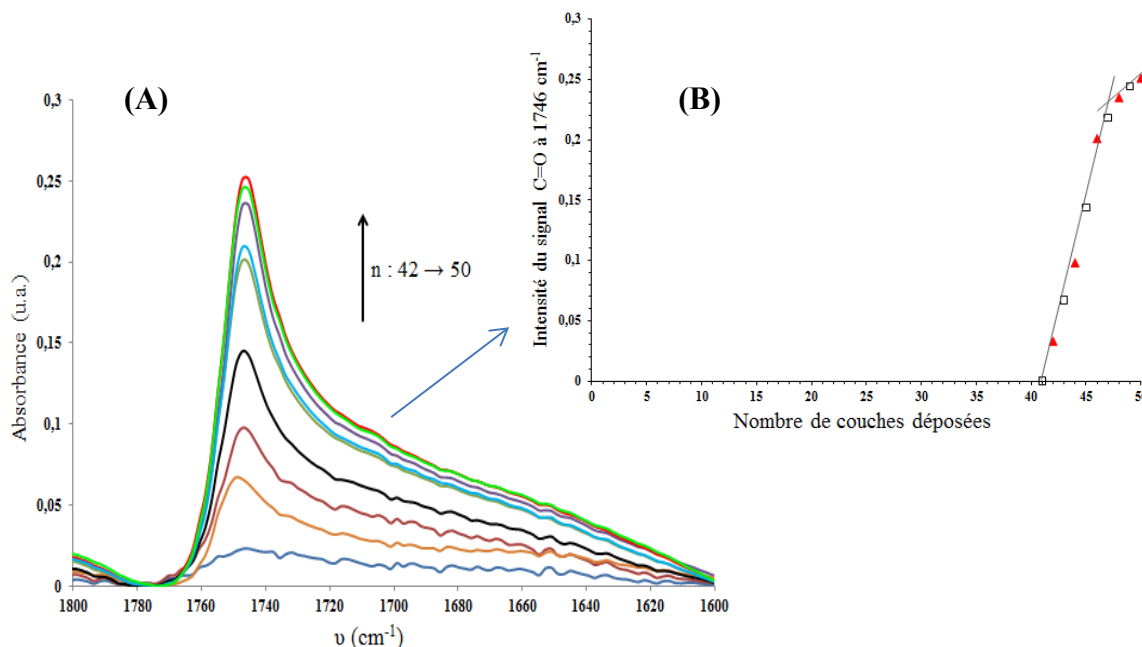 (A)
Absorbance (u.a.)
0,3
0,25
0,2
0,15
0,1
0,05
0
1800 1780 1760 1740 1720 1700 1680 1660 1640 1620 1600
υ (cm-1)
n : 42 → 50
(B)
Intensité du signal C=O à 1746 cm-1
0,3
0,25
0,2
0,15
0,1
0,05
0
0 5 10 15 20 25 30 35 40 45 50
Nombre de couches déposées